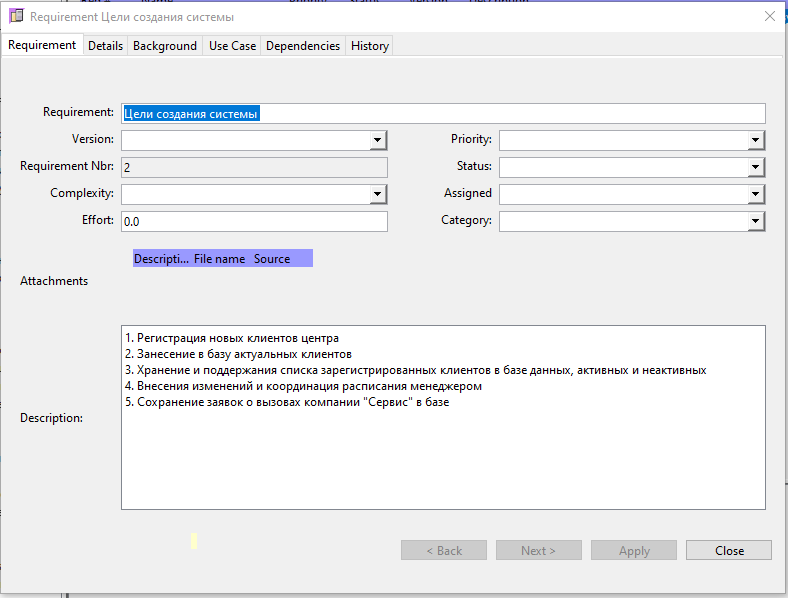 Requirement Цели создания системы
Requirement Details Background Use Case Dependencies History
Requirement: Цели создания системы
Version: Priority:
Requirement Nbr: 2 Status:
Complexity: Assigned
Effort: 0.0 Category:
Descripti... File name Source
Attachments
1. Регистрация новых клиентов центра
2. Занесение в базу актуальных клиентов
3. Хранение и поддержания списка зарегистрированных клиентов в базе данных, активных и неактивных
4. Внесения изменений и координация расписания менеджером
5. Сохранение заявок о вызовах компании "Сервис" в базе
Description:
< Back Next > Apply Close